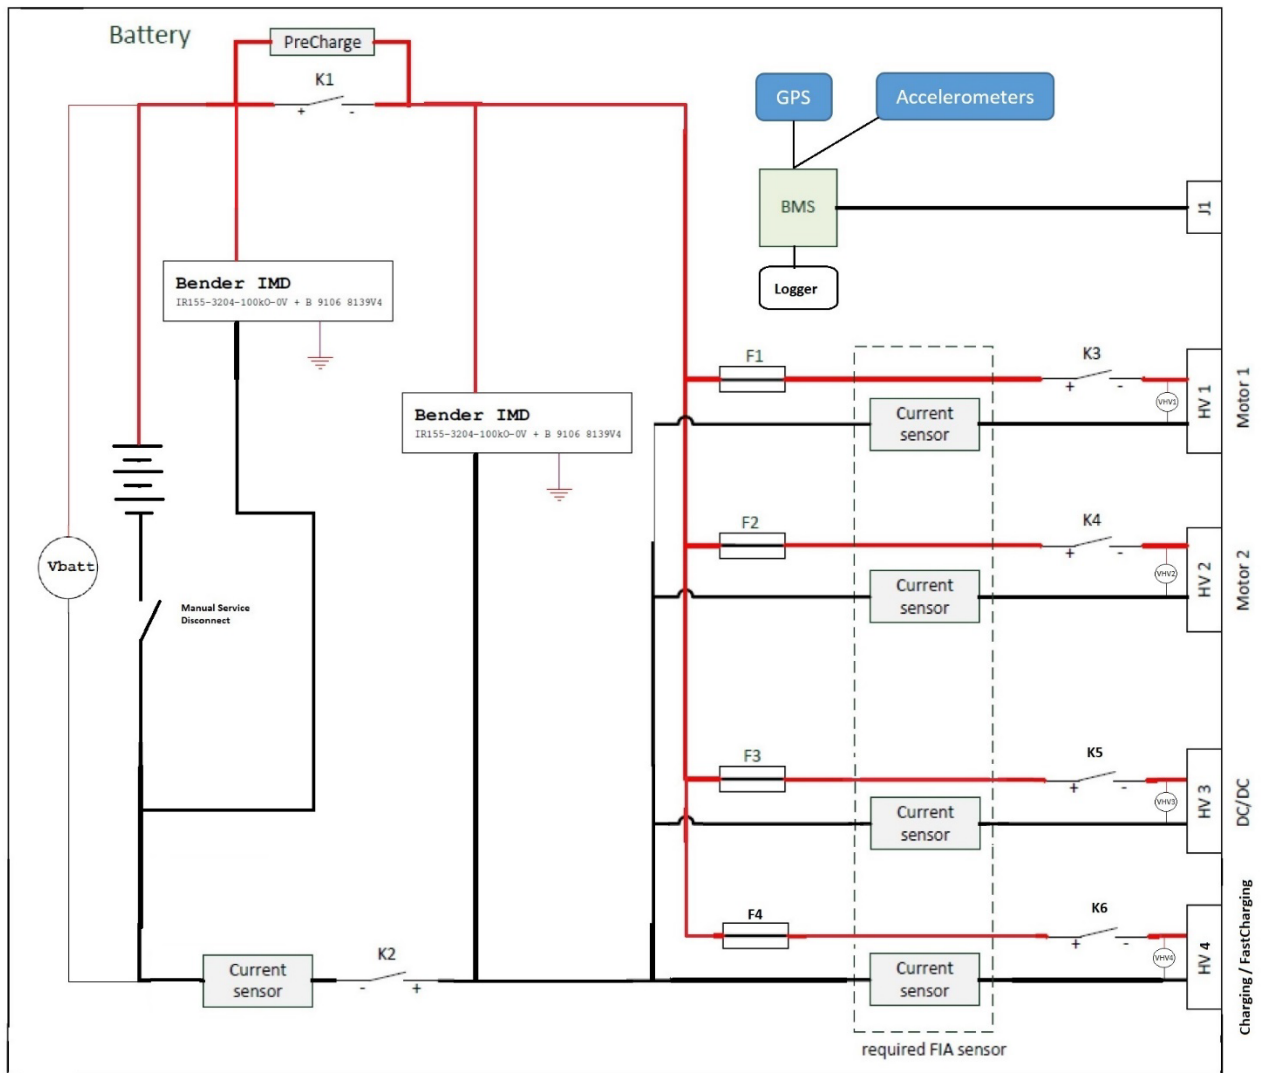 Battery
PreCharge
K1
+ -
GPS
Accelerometers
BMS
J1
Logger
Bender IMD
IR155-3204-100kO-0V + B 9106 8139V4
Bender IMD
IR155-3204-100kO-0V + B 9106 8139V4
F1
K3
+ -
VHV1
HV 1
Motor 1
Current
sensor
F2
K4
+ -
VHV2
HV 2
Motor 2
Current
sensor
Vbatt
Manual Service
Disconnect
F3
K5
+ -
VHV3
HV 3
DC/DC
Current
sensor
F4
K6
+ -
VHV4
HV 4
Charging / FastCharging
Current
sensor
Current
sensor
K2
- +
required FIA sensor